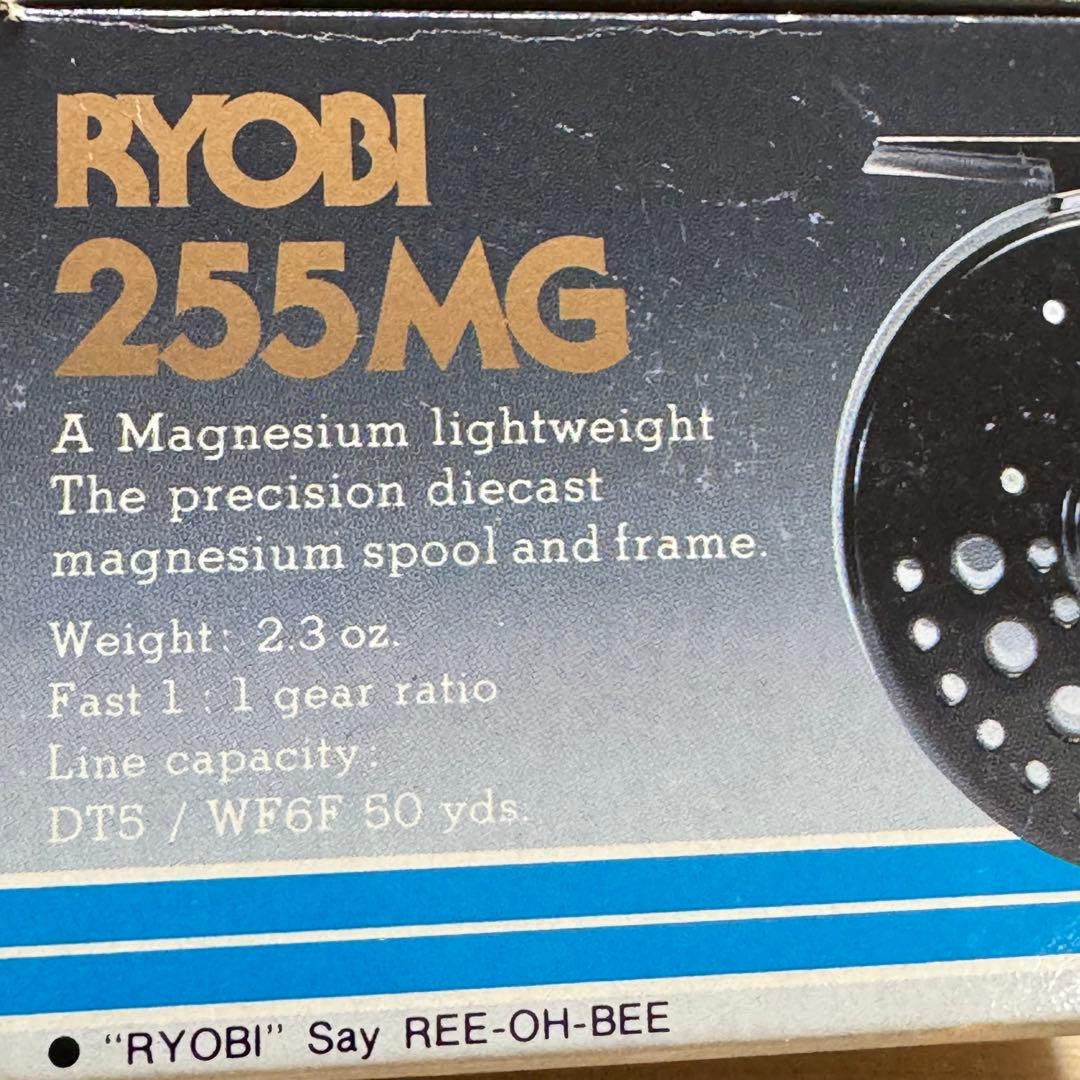 RYOBI
255MG
A Magnesium lightweight
The precision diecast
magnesium spool and frame.
Weight: 2.3 oz.
Fast 1 : 1 gear ratio
Line capacity:
DT5 / WF6F 50 yds.
● "RYOBI" Say REE-OH-BEE